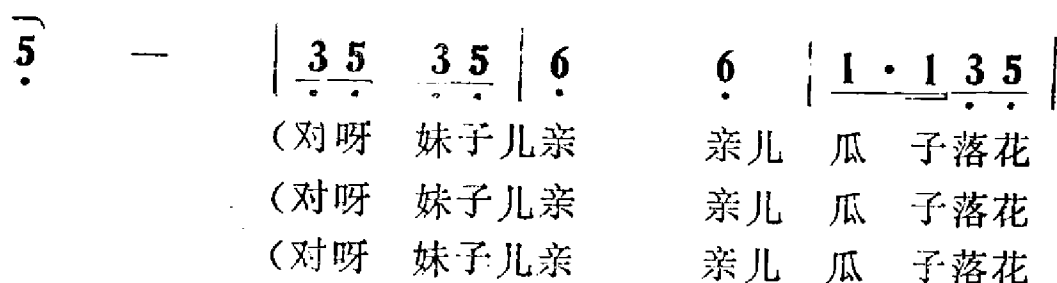 5 — | 3 5 3 5 | 6 6 | 1 · 1 3 5 |
（对呀 妹子儿亲 亲儿 瓜 子落花
（对呀 妹子儿亲 亲儿 瓜 子落花
（对呀 妹子儿亲 亲儿 瓜 子落花